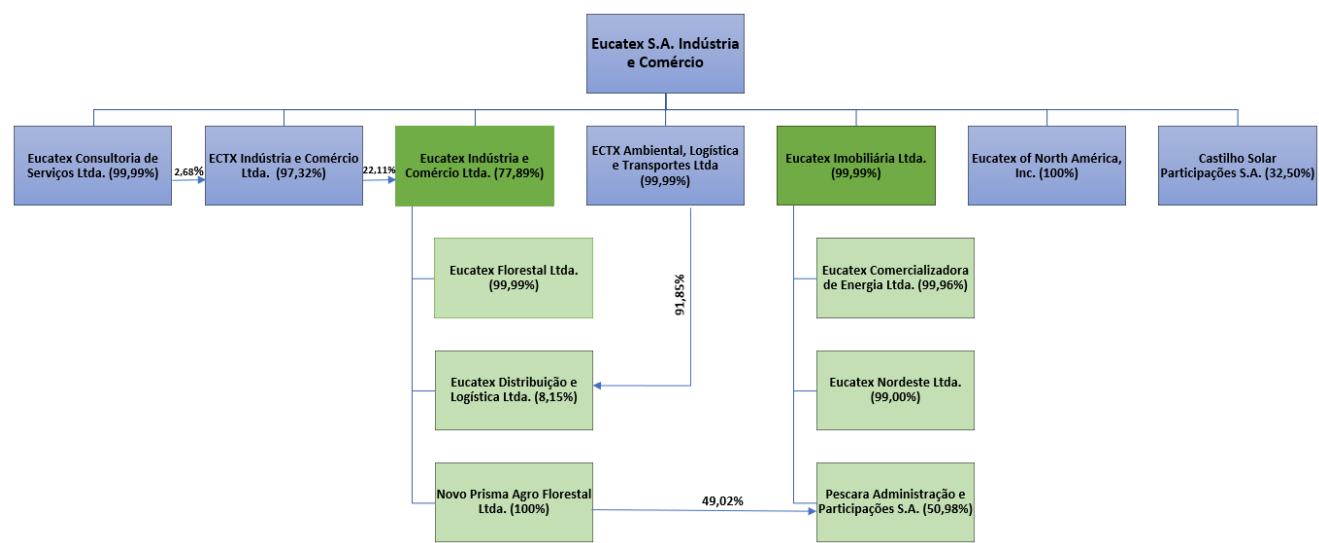 Eucatex S.A. Indústria
e Comércio
Eucatex Consultoria de
Serviços Ltda. (99,99%)
2,68%
ECTX Indústria e Comércio
Ltda. (97,32%)
22,11%
Eucatex Indústria e
Comércio Ltda. (77,89%)
ECTX Ambiental, Logística
e Transportes Ltda
(99,99%)
Eucatex Imobiliária Ltda.
(99,99%)
Eucatex of North América,
Inc. (100%)
Castilho Solar
Participações S.A. (32,50%)
Eucatex Florestal Ltda.
(99,99%)
91,85%
Eucatex Comercializadora
de Energia Ltda. (99,96%)
Eucatex Distribuição e
Logística Ltda. (8,15%)
Eucatex Nordeste Ltda.
(99,00%)
Novo Prisma Agro Florestal
Ltda. (100%)
49,02%
Pescara Administração e
Participações S.A. (50,98%)